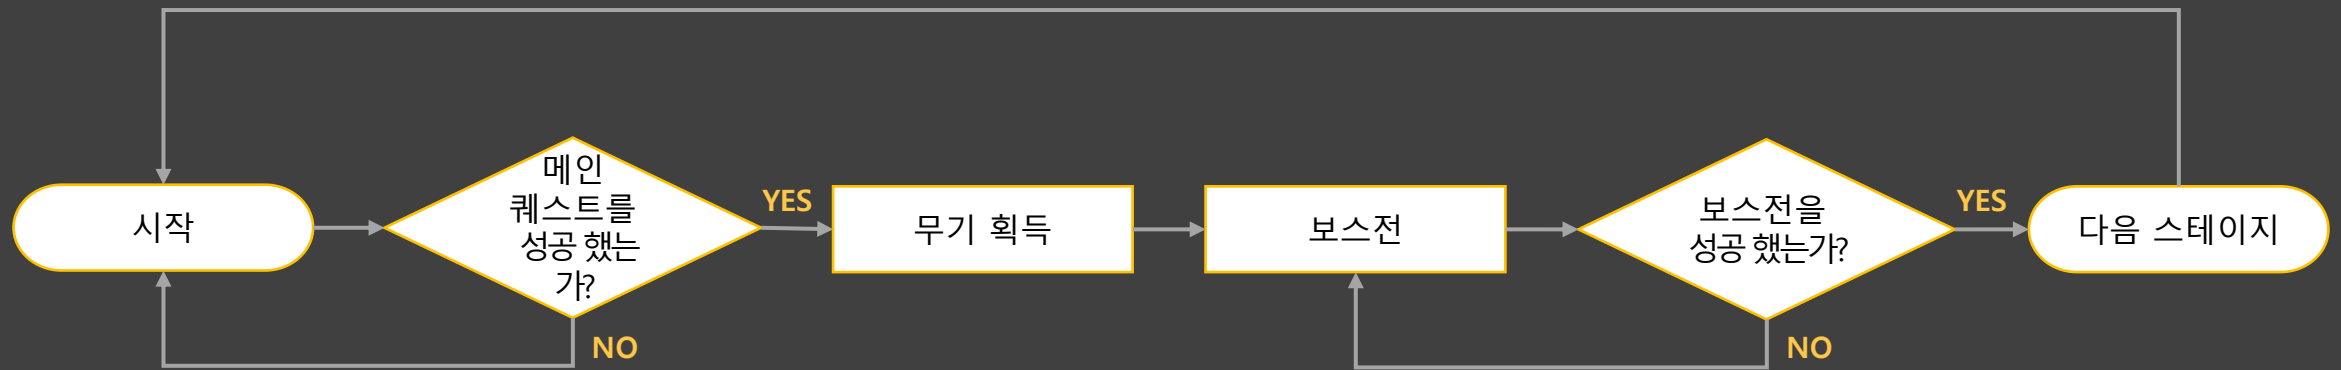 시작
메인
퀘스트를
성공 했는
가?
YES
NO
무기 획득
보스전
보스전을
성공 했는가?
YES
NO
다음 스테이지